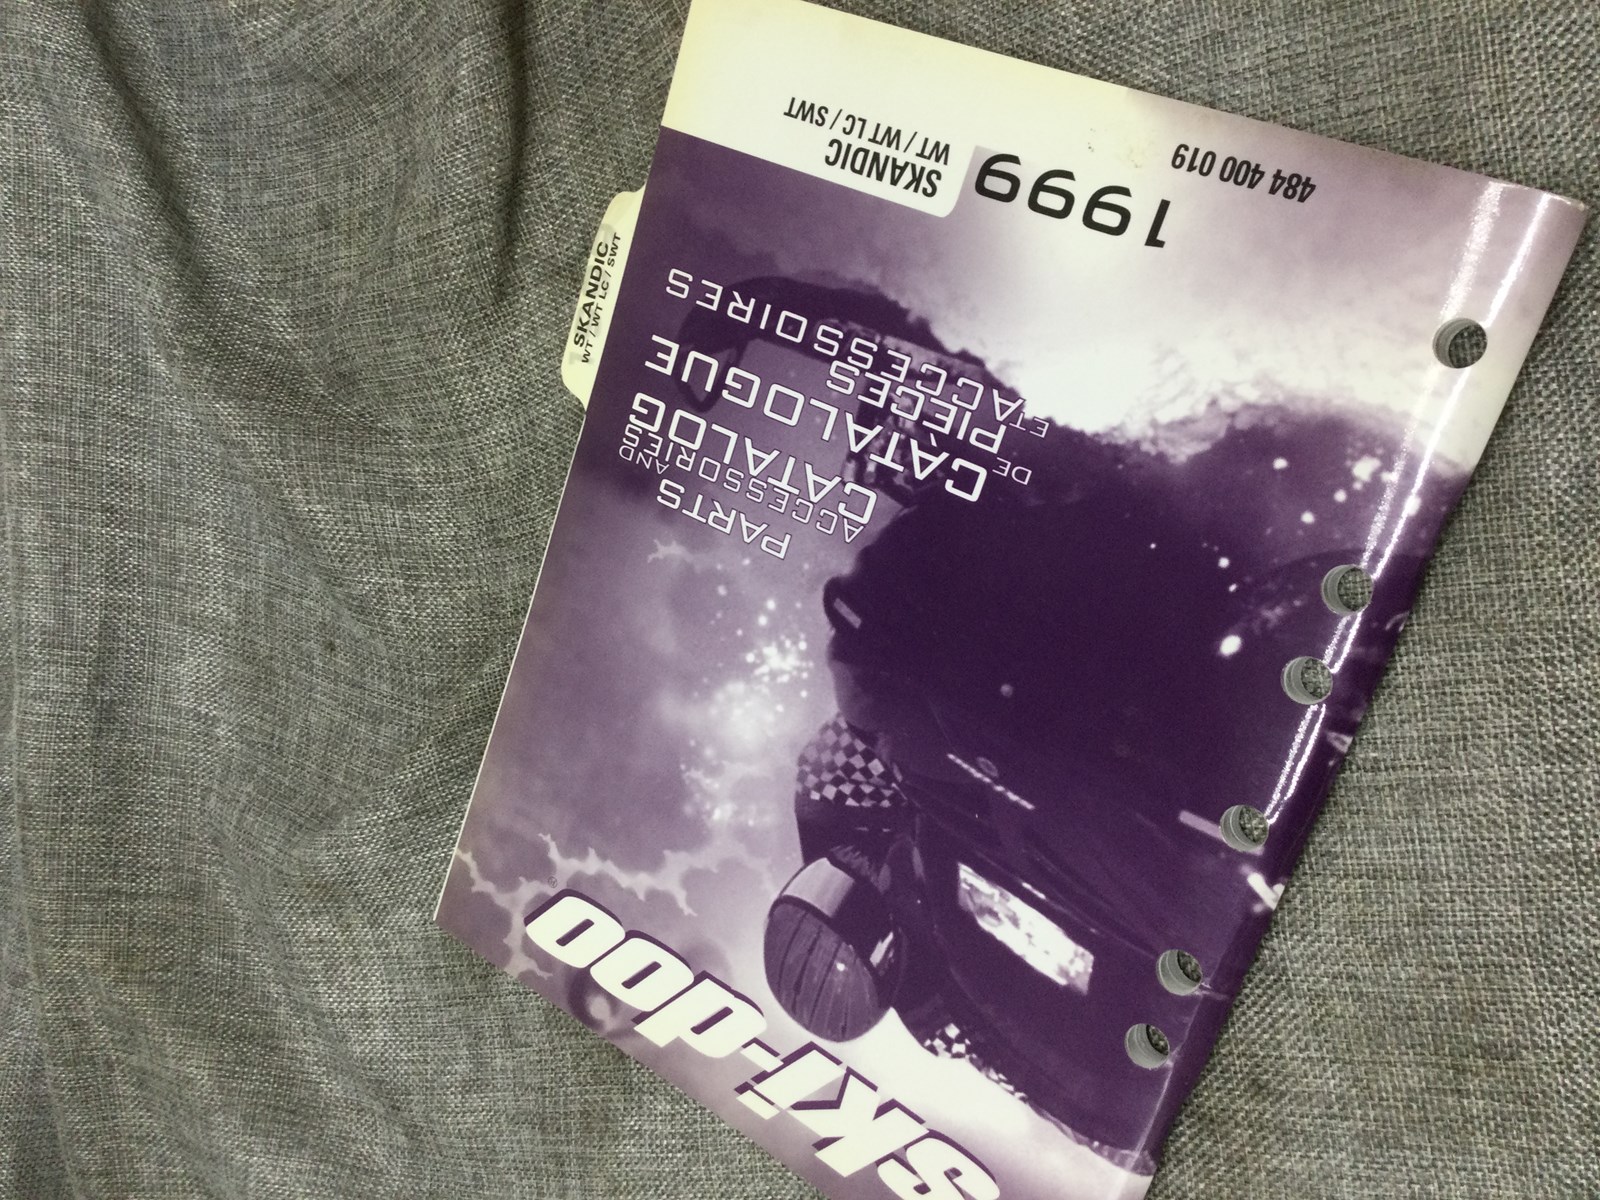 ski-doo®
PARTS
AND
ACCESSORIES
CATALOG
CATALOGUE
DE
PIÈCES
ET
ACCESSOIRES
1999
484 400 019
SKANDIC
WT / WT LC / SWT
SKANDIC
WT / WT LC / SWT